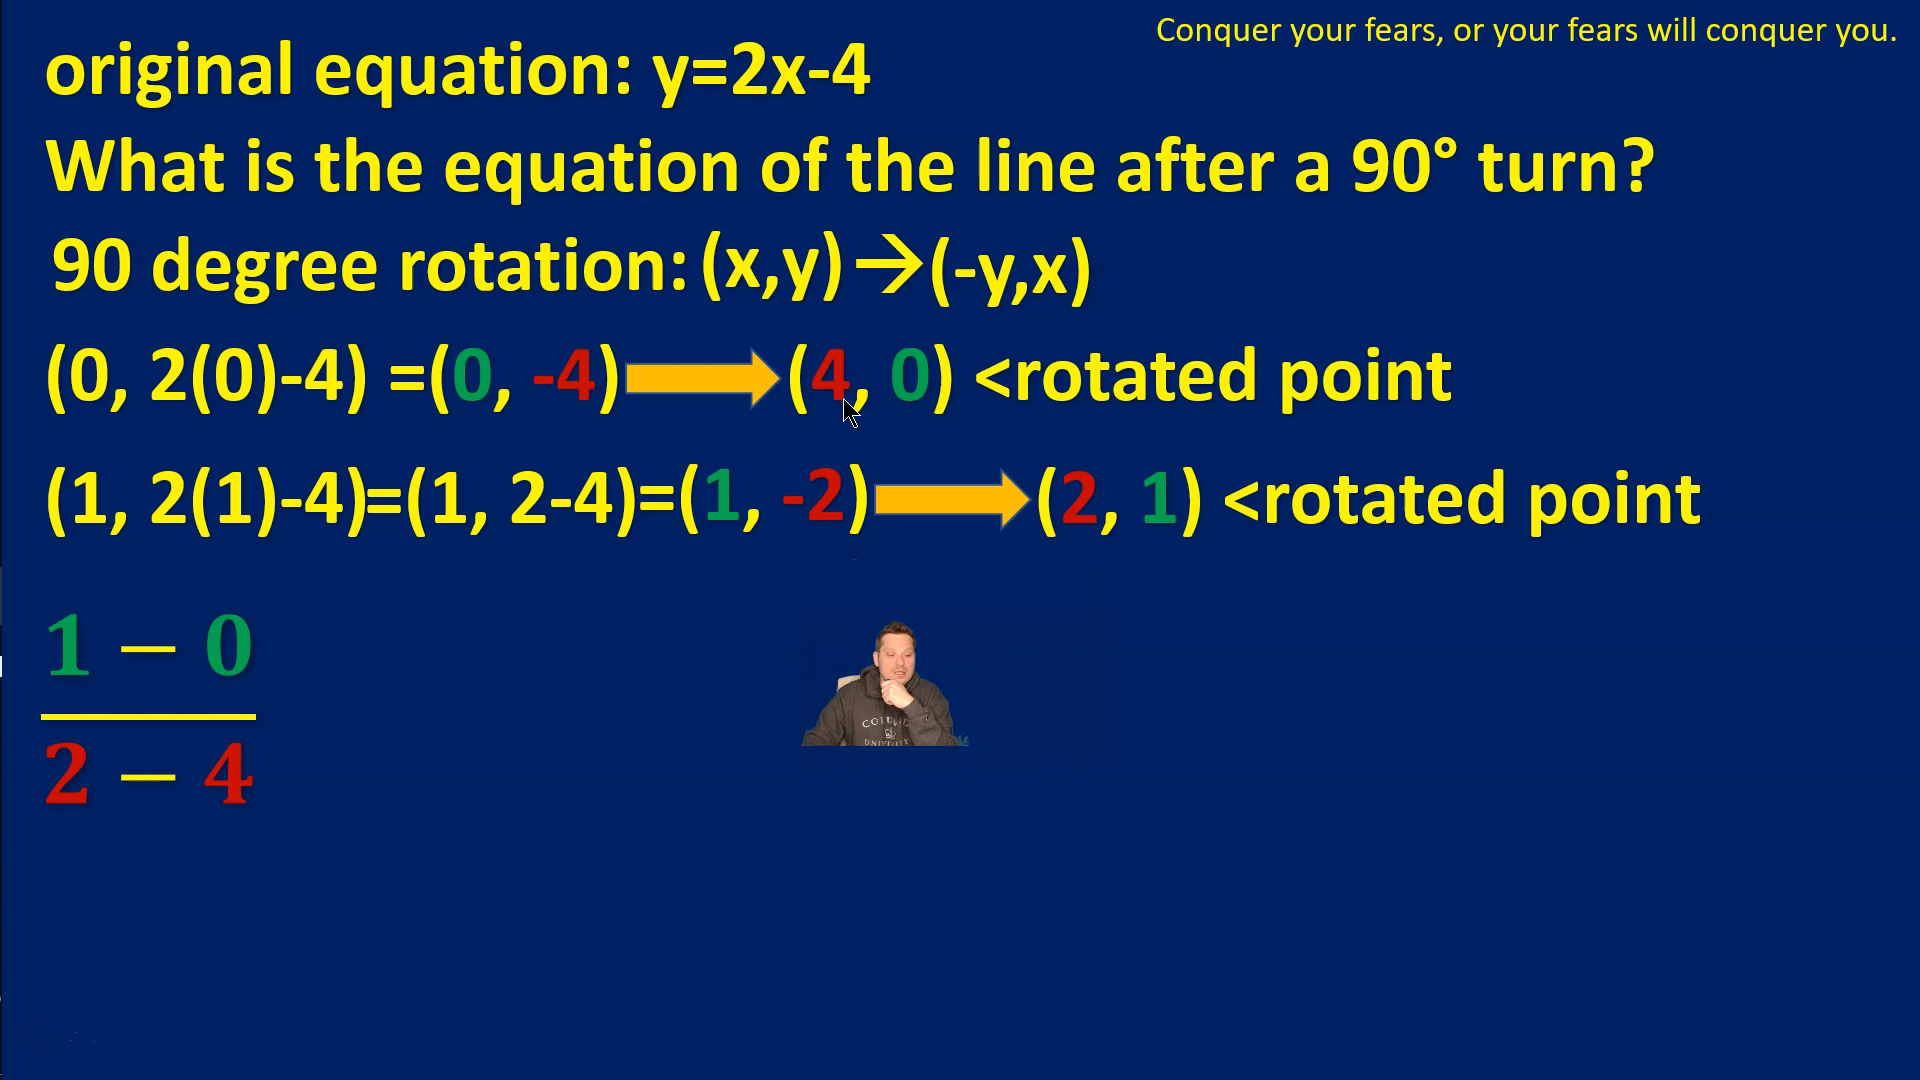 Conquer your fears, or your fears will conquer you.
original equation: y=2x-4
What is the equation of the line after a 90° turn?
90 degree rotation: (x,y)→(-y,x)
(0, 2(0)-4) =(0, -4) (4, 0) <rotated point
(1, 2(1)-4)=(1, 2-4)=(1, -2) (2, 1) <rotated point
1 − 0
2 − 4